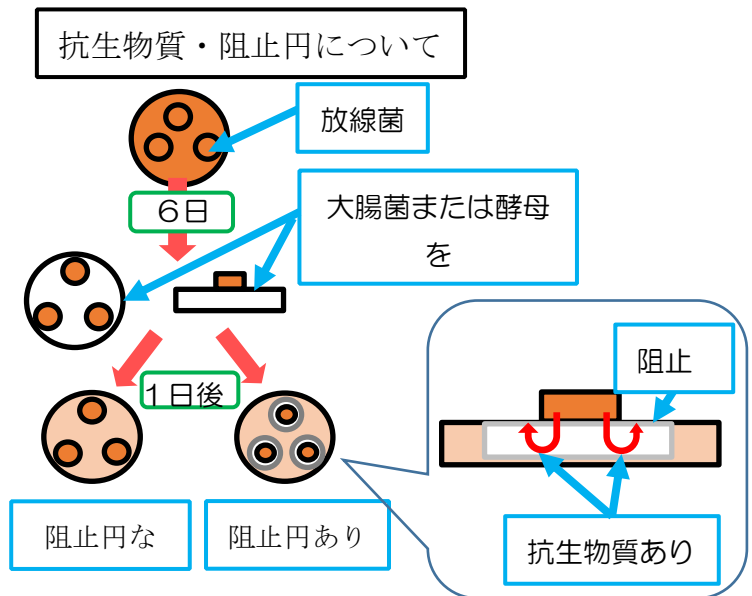 抗生物質・阻止円について
放線菌
６日
大腸菌または酵母
を
１日後
阻止円な
阻止円あり
阻止
抗生物質あり